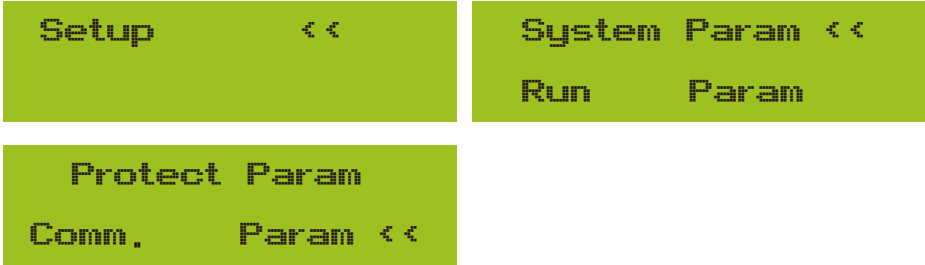 Setup <<
System Param <<
Run Param
Protect Param
Comm. Param <<